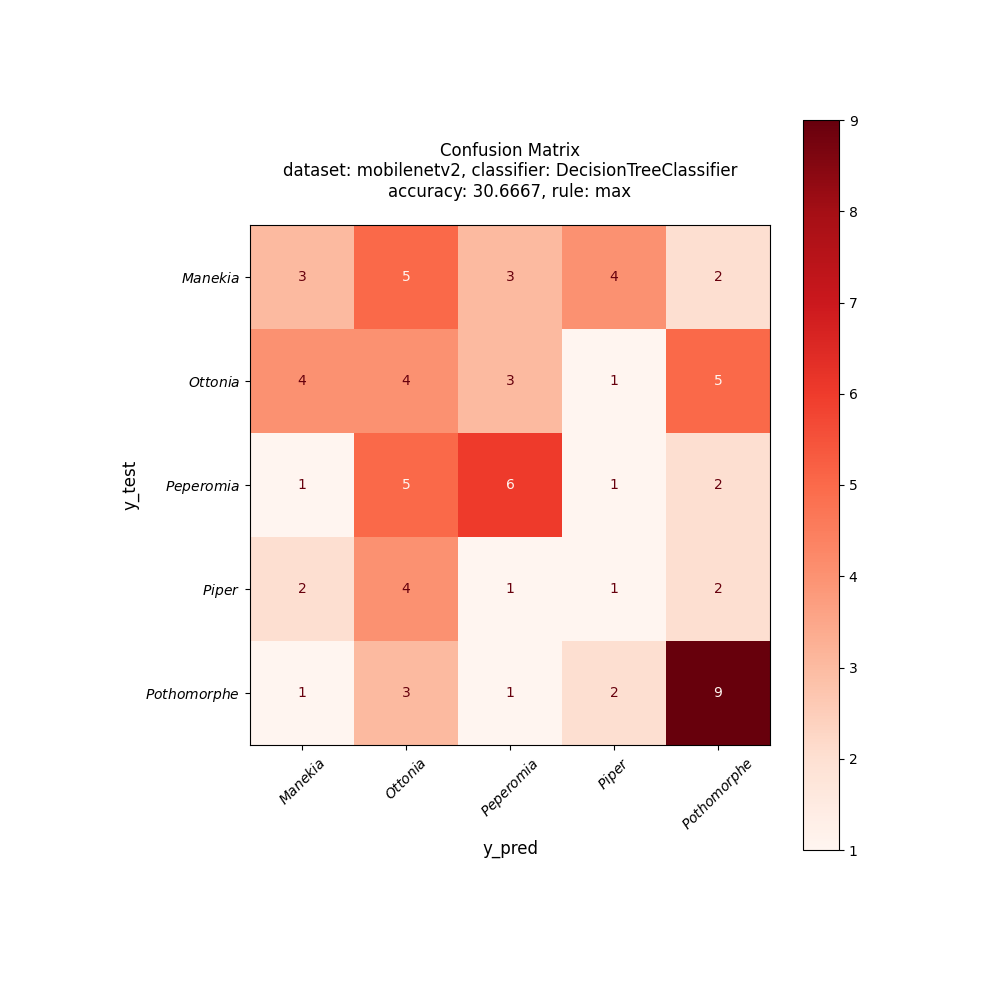 Confusion Matrix
dataset: mobilenetv2, classifier: DecisionTreeClassifier
accuracy: 30.6667, rule: max
Manekia 3 5 3 4 2
Ottonia 4 4 3 1 5
Peperomia 1 5 6 1 2
Piper 2 4 1 1 2
Pothomorphe 1 3 1 2 9
Manekia Ottonia Peperomia Piper Pothomorphe
y_pred
y_test
9
8
7
6
5
4
3
2
1